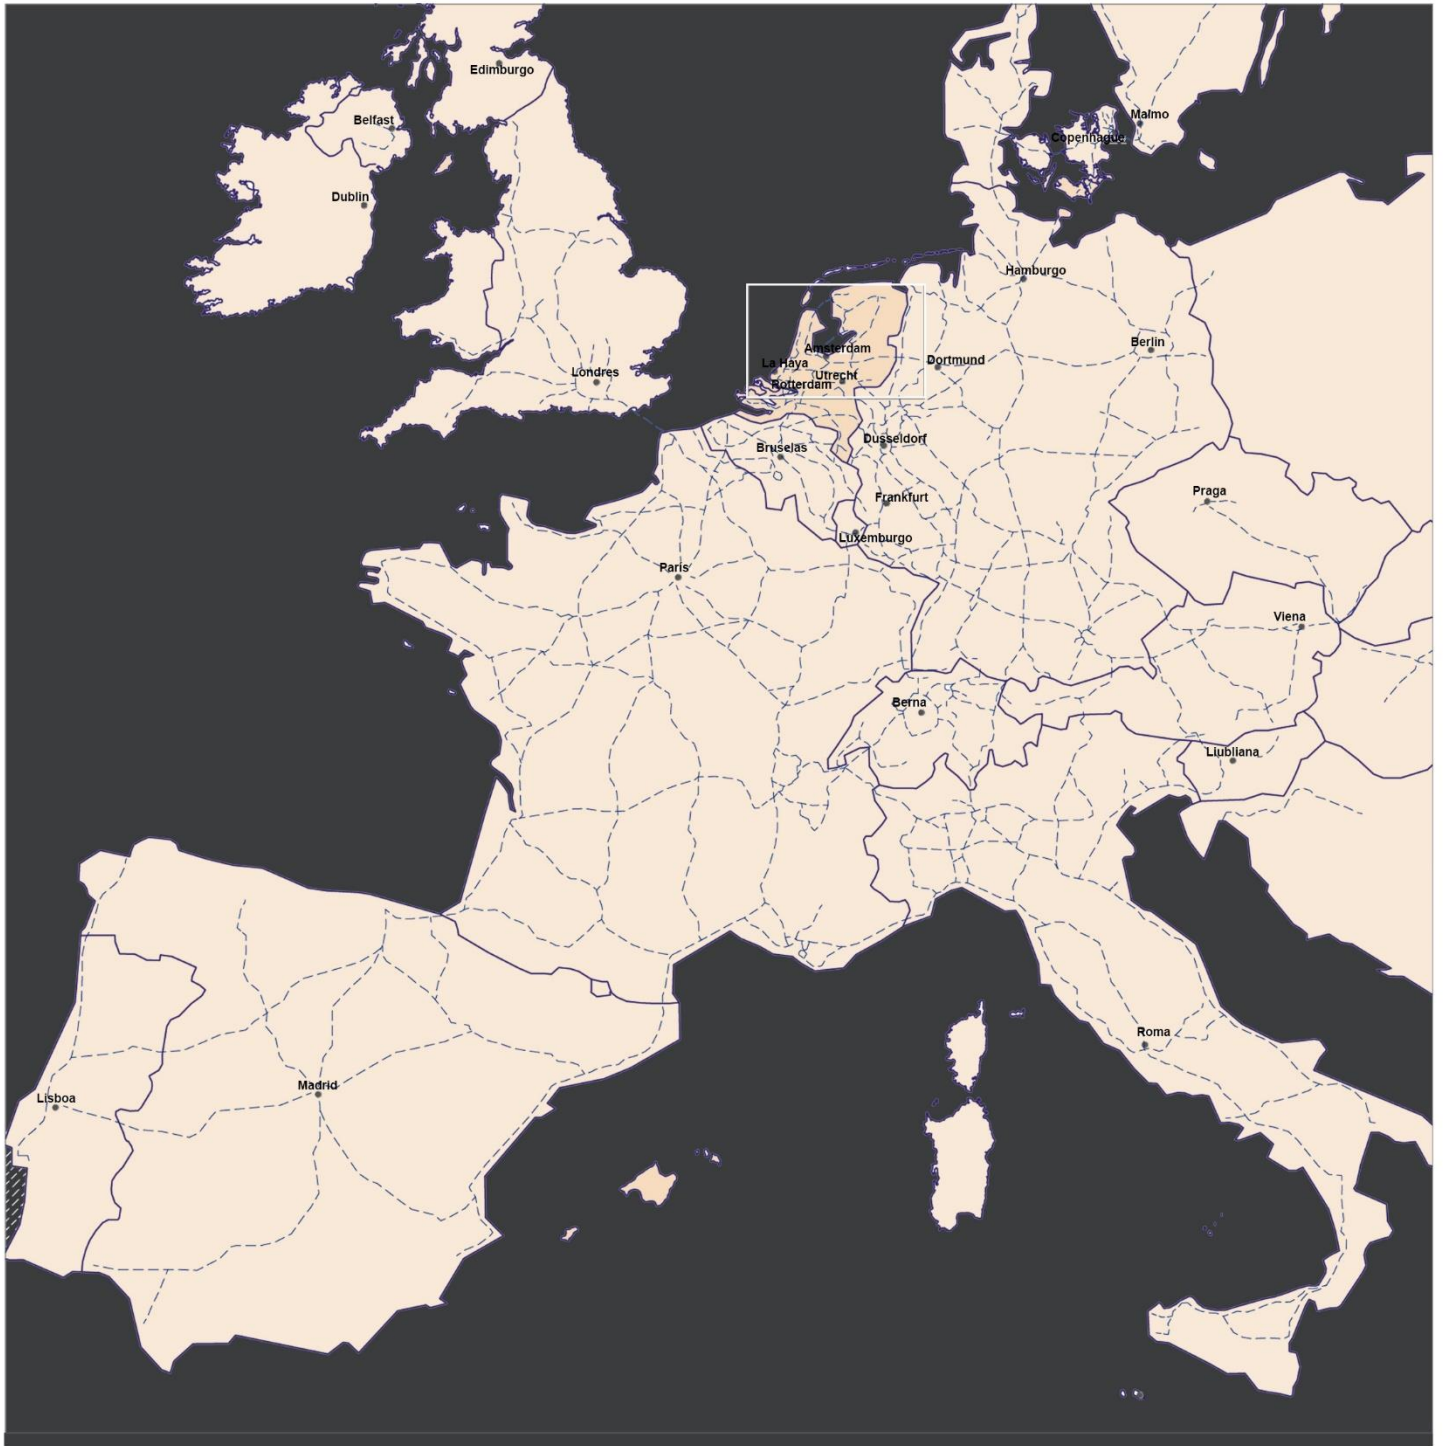 Edimburgo
Belfast
Malmo
Copenhague
Dublin
Hamburgo
Berlin
Amsterdam
La Haya
Dortmund
Utrecht
Rotterdam
Londres
Dusseldorf
Bruselas
Praga
Frankfurt
Luxemburgo
Paris
Viena
Berna
Liubliana
Roma
Madrid
Lisboa